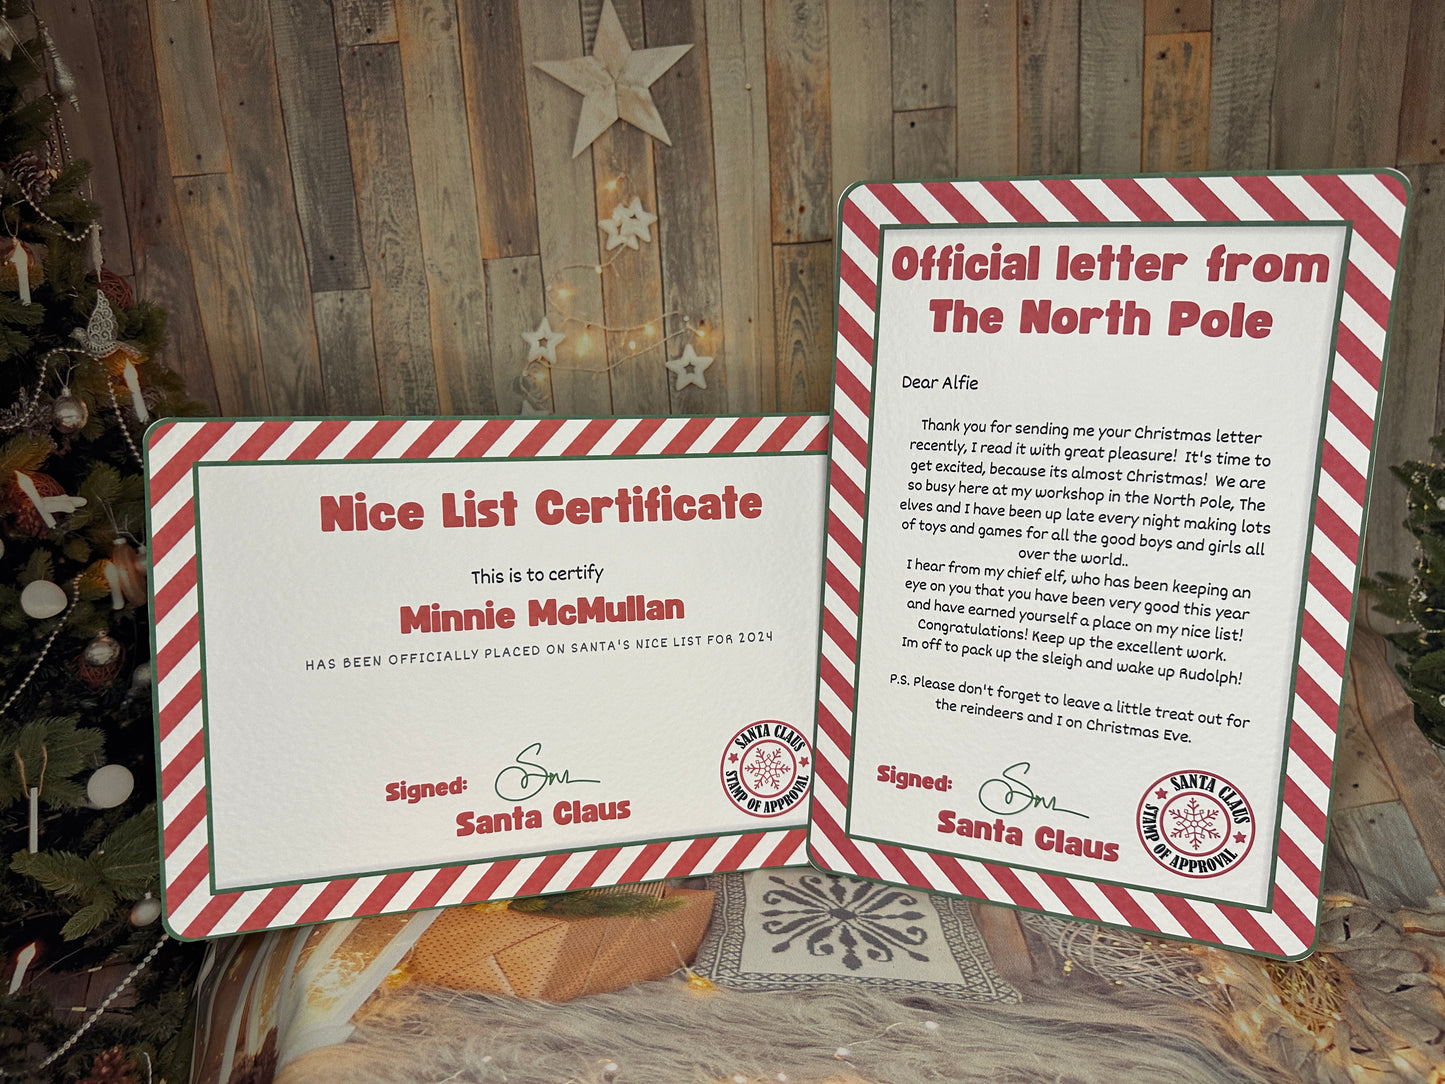 Nice List Certificate
This is to certify
Minnie McMullan
HAS BEEN OFFICIALLY PLACED ON SANTA'S NICE LIST FOR 2024
Signed:
Santa Claus
SANTA CLAUS
STAMP OF APPROVAL
Official letter from
The North Pole
Dear Alfie
Thank you for sending me your Christmas letter
recently, I read it with great pleasure! It's time to
get excited, because its almost Christmas! We are
so busy here at my workshop in the North Pole, The
elves and I have been up late every night making lots
of toys and games for all the good boys and girls all
over the world..
I hear from my chief elf, who has been keeping an
eye on you that you have been very good this year
and have earned yourself a place on my nice list!
Congratulations! Keep up the excellent work.
Im off to pack up the sleigh and wake up Rudolph!
P.S. Please don't forget to leave a little treat out for
the reindeers and I on Christmas Eve.
Signed:
Santa Claus
SANTA CLAUS
STAMP OF APPROVAL